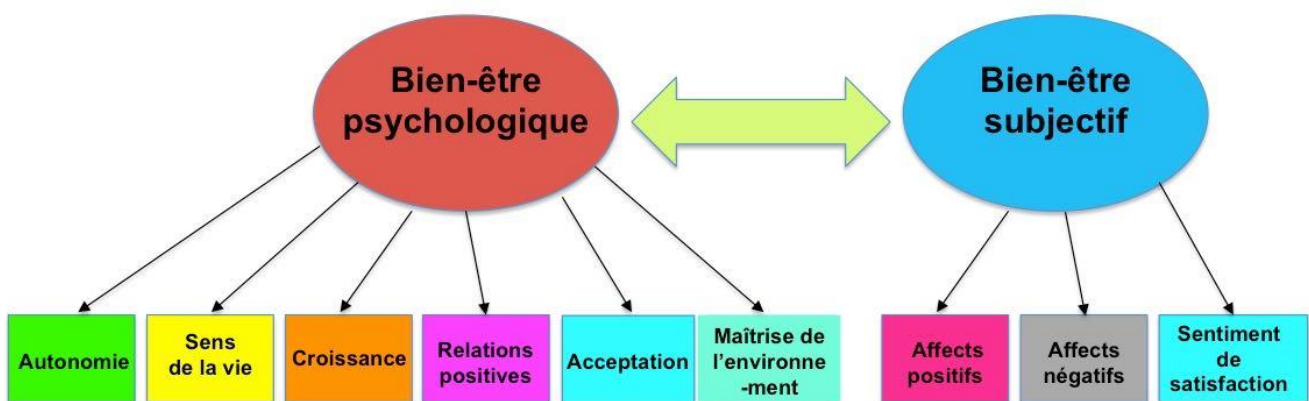 Bien-être
psychologique
Bien-être
subjectif
Autonomie
Sens
de la vie
Croissance
Relations
positives
Acceptation
Maîtrise de
l'environne
-ment
Affects
positifs
Affects
négatifs
Sentiment
de
satisfaction